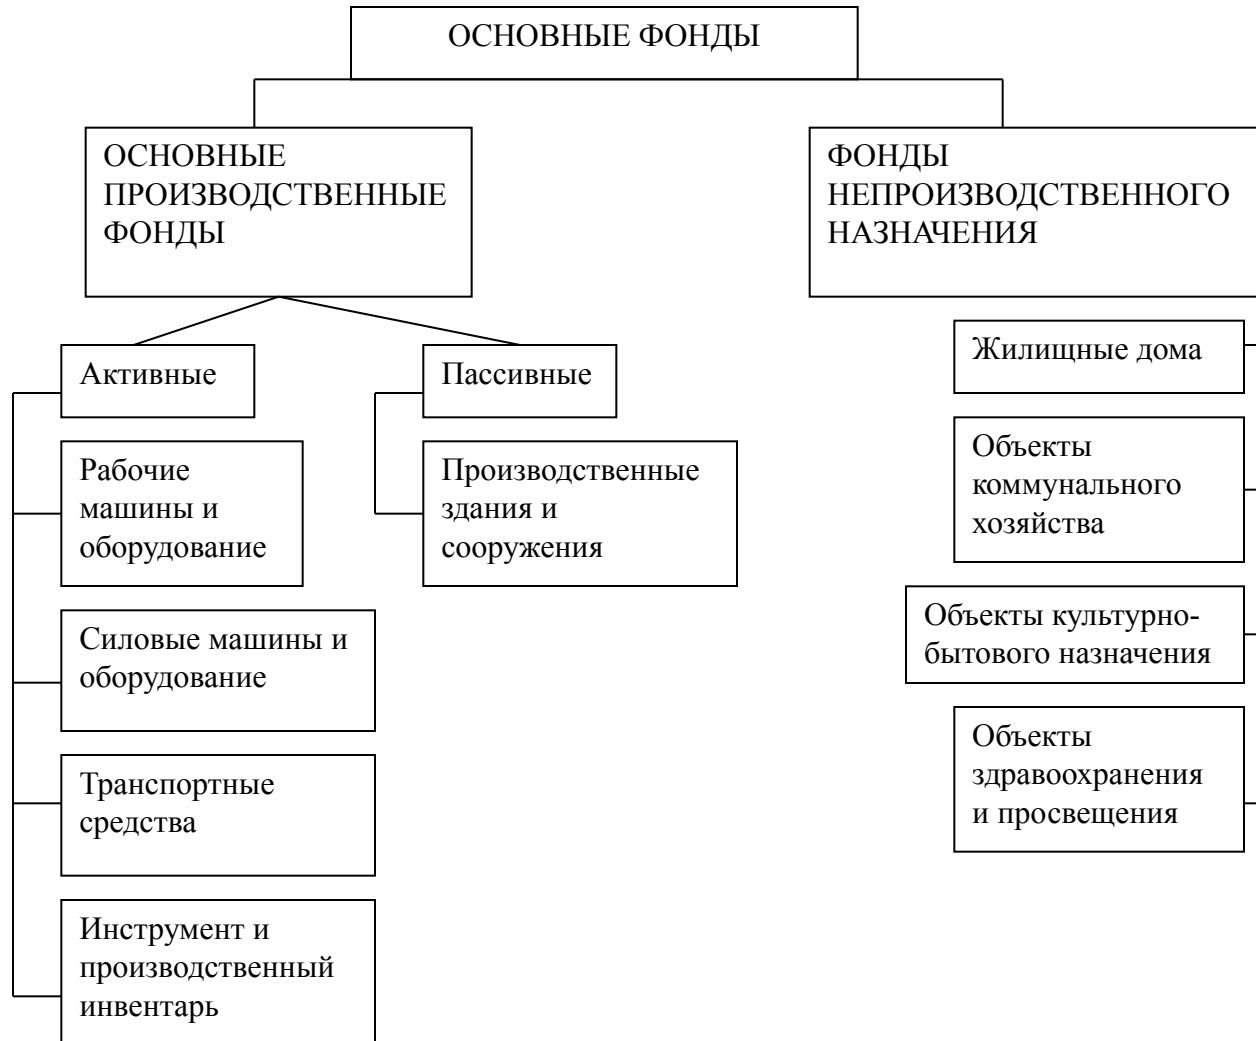 ОСНОВНЫЕ ФОНДЫ
ОСНОВНЫЕ
ПРОИЗВОДСТВЕННЫЕ
ФОНДЫ
ФОНДЫ
НЕПРОИЗВОДСТВЕННОГО
НАЗНАЧЕНИЯ
Активные
Рабочие
машины и
оборудование
Силовые машины и
оборудование
Транспортные
средства
Инструмент и
производственный
инвентарь
Пассивные
Производственные
здания и
сооружения
Жилищные дома
Объекты
коммунального
хозяйства
Объекты культурно-
бытового назначения
Объекты
здравоохранения
и просвещения